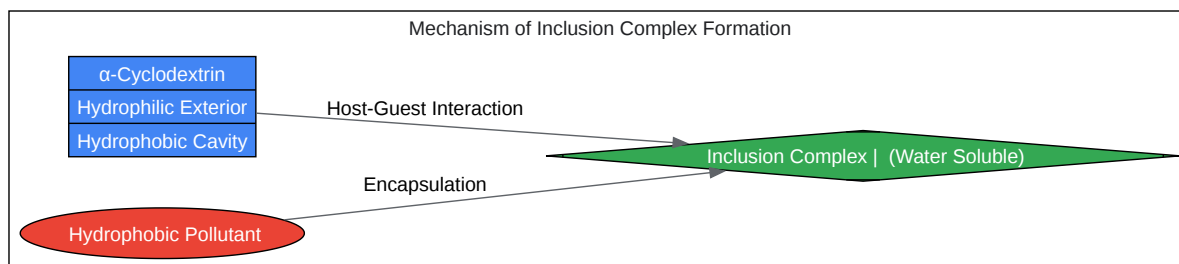 Mechanism of Inclusion Complex Formation
α-Cyclodextrin
Hydrophilic Exterior
Hydrophobic Cavity
Host-Guest Interaction
Inclusion Complex | (Water Soluble)
Encapsulation
Hydrophobic Pollutant